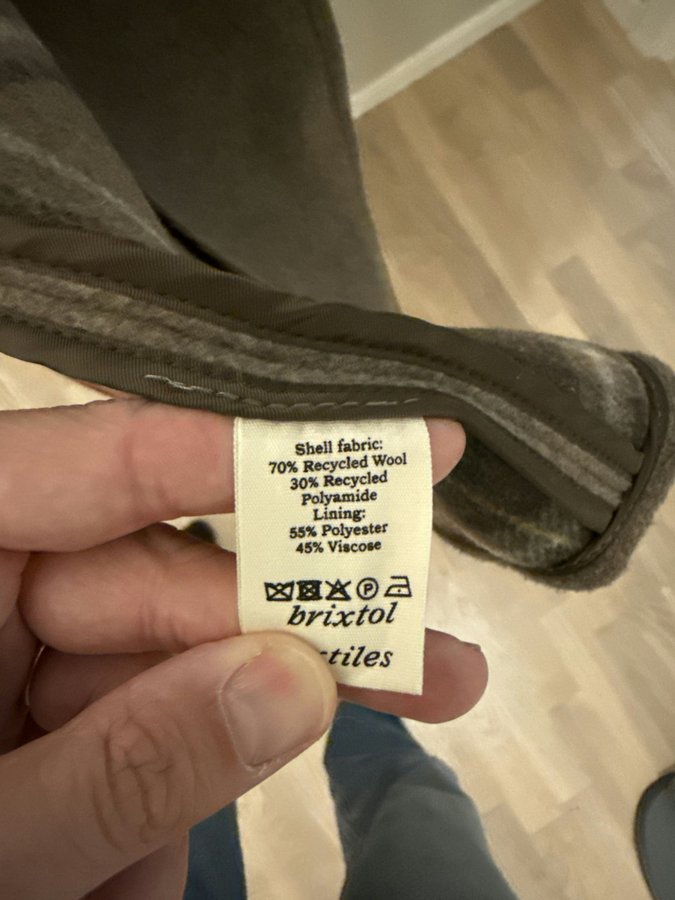 Shell fabric:
70% Recycled Wool
30% Recycled
Polyamide
Lining:
55% Polyester
45% Viscose
P
brixtol